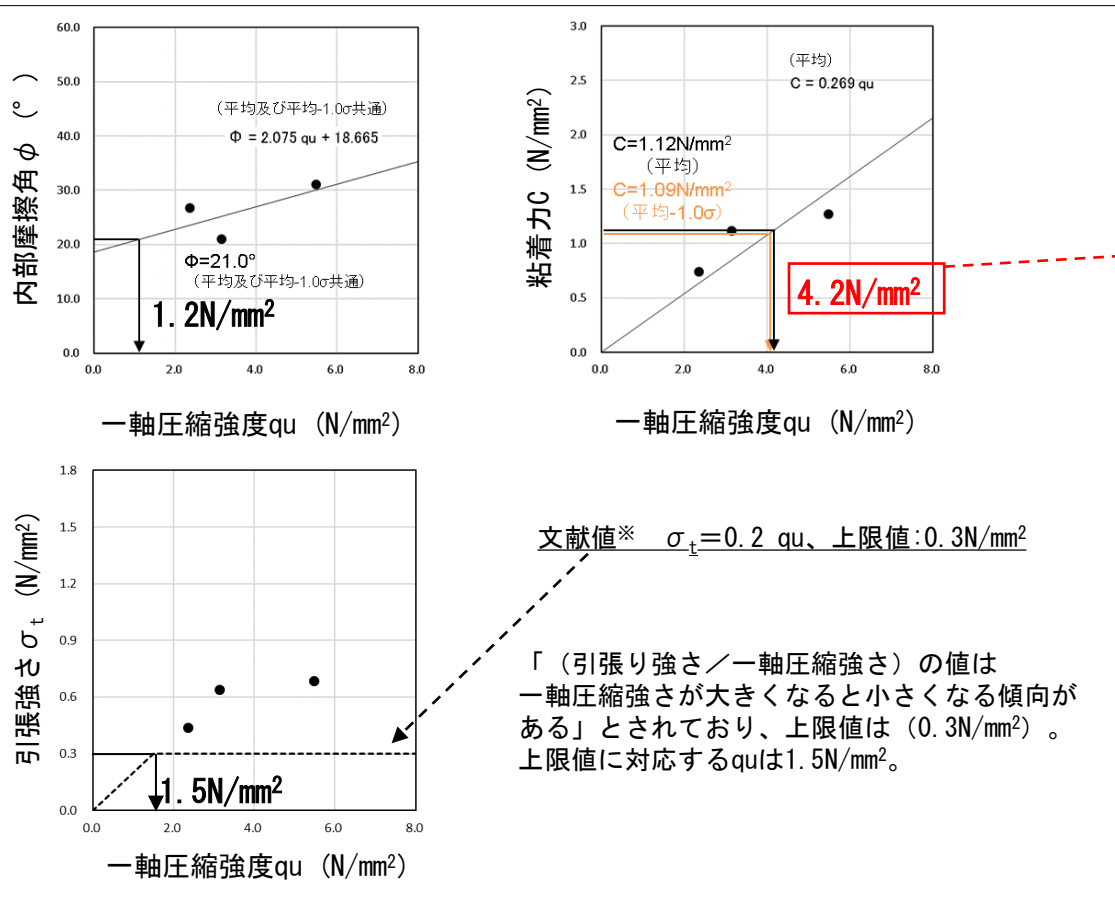 60.0
50.0
40.0
30.0
20.0
10.0
0.0
0.0 2.0 4.0 6.0 8.0
内部摩擦角φ (°)
(平均及び平均-1.0σ共通)
Φ = 2.075 qu + 18.665
Φ=21.0°
(平均及び平均-1.0σ共通)
1.2N/mm²
一軸圧縮強度qu (N/mm²)
3.0
2.5
2.0
1.5
1.0
0.5
0.0
0.0 2.0 4.0 6.0 8.0
粘着力C (N/mm²)
(平均)
C = 0.269 qu
C=1.12N/mm²
(平均)
C=1.09N/mm²
(平均-1.0σ)
4.2N/mm²
一軸圧縮強度qu (N/mm²)
1.8
1.5
1.2
0.9
0.6
0.3
0.0
0.0 2.0 4.0 6.0 8.0
引張強さσt (N/mm²)
1.5N/mm²
一軸圧縮強度qu (N/mm²)
文献値※ σt=0.2 qu、上限値:0.3N/mm²
「(引張り強さ/一軸圧縮強さ)の値は
一軸圧縮強さが大きくなると小さくなる傾向が
ある」とされており、上限値は(0.3N/mm²)。
上限値に対応するquは1.5N/mm²。